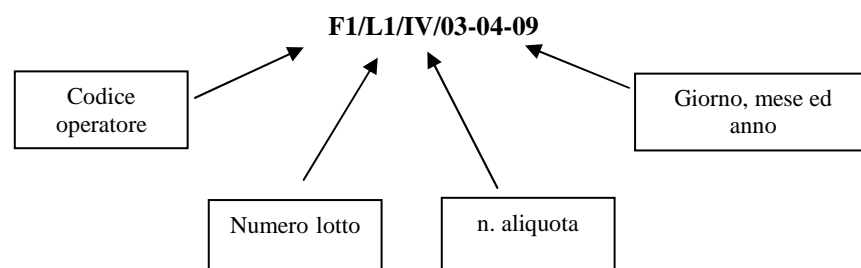 F1/L1/IV/03-04-09
Codice
operatore
Giorno, mese ed
anno
Numero lotto
n. aliquota